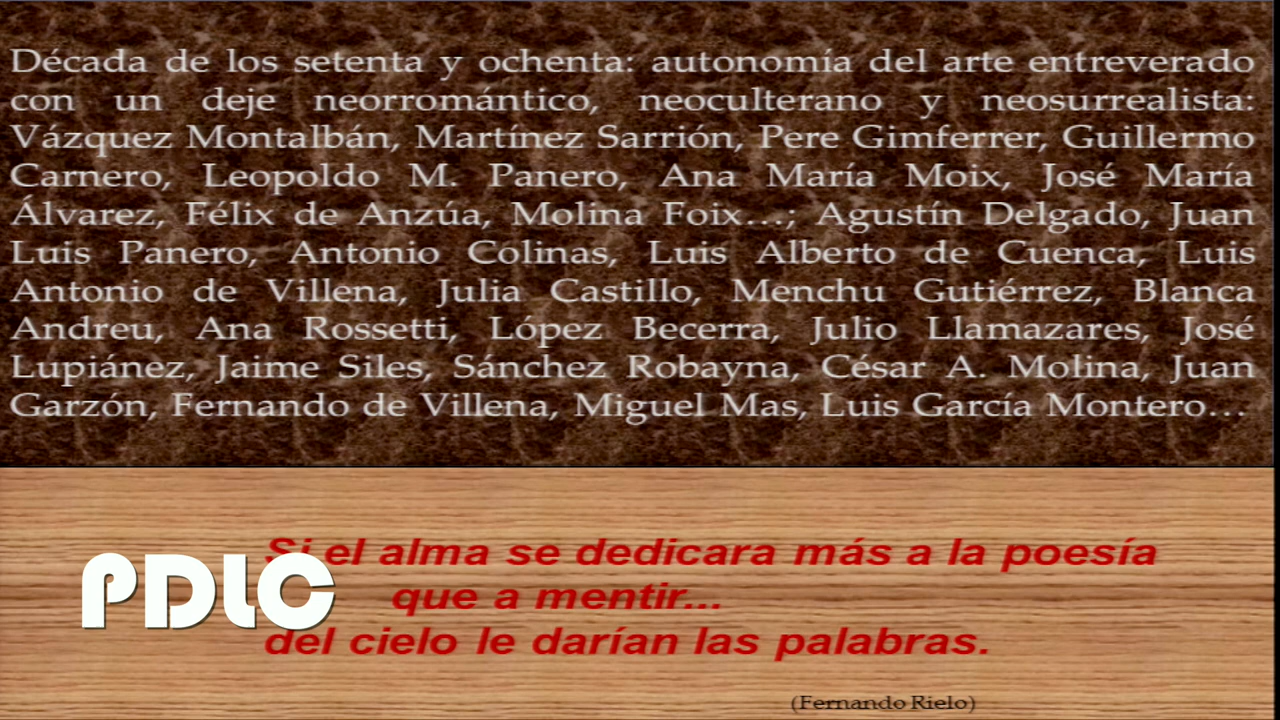 Década de los setenta y ochenta: autonomía del arte entreverado
con un deje neorromántico, neoculterano y neosurrealista:
Vázquez Montalbán, Martínez Sarrión, Pere Gimferrer, Guillermo
Carnero, Leopoldo M. Panero, Ana María Moix, José María
Álvarez, Félix de Anzúa, Molina Foix…; Agustín Delgado, Juan
Luis Panero, Antonio Colinas, Luis Alberto de Cuenca, Luis
Antonio de Villena, Julia Castillo, Menchu Gutiérrez, Blanca
Andreu, Ana Rossetti, López Becerra, Julio Llamazares, José
Lupiánez, Jaime Siles, Sánchez Robayna, César A. Molina, Juan
Garzón, Fernando de Villena, Miguel Mas, Luis García Montero…
Si el alma se dedicara más a la poesía
que a mentir...
del cielo le darían las palabras.
PDLC
(Fernando Rielo)